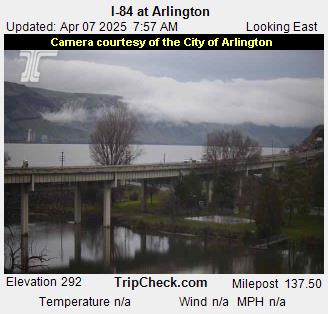 I-84 at Arlington
Updated: Apr 07 2025 7:57 AM Looking East
Camera courtesy of the City of Arlington
Elevation 292 TripCheck.com Milepost 137.50
Temperature n/a Wind n/a MPH n/a